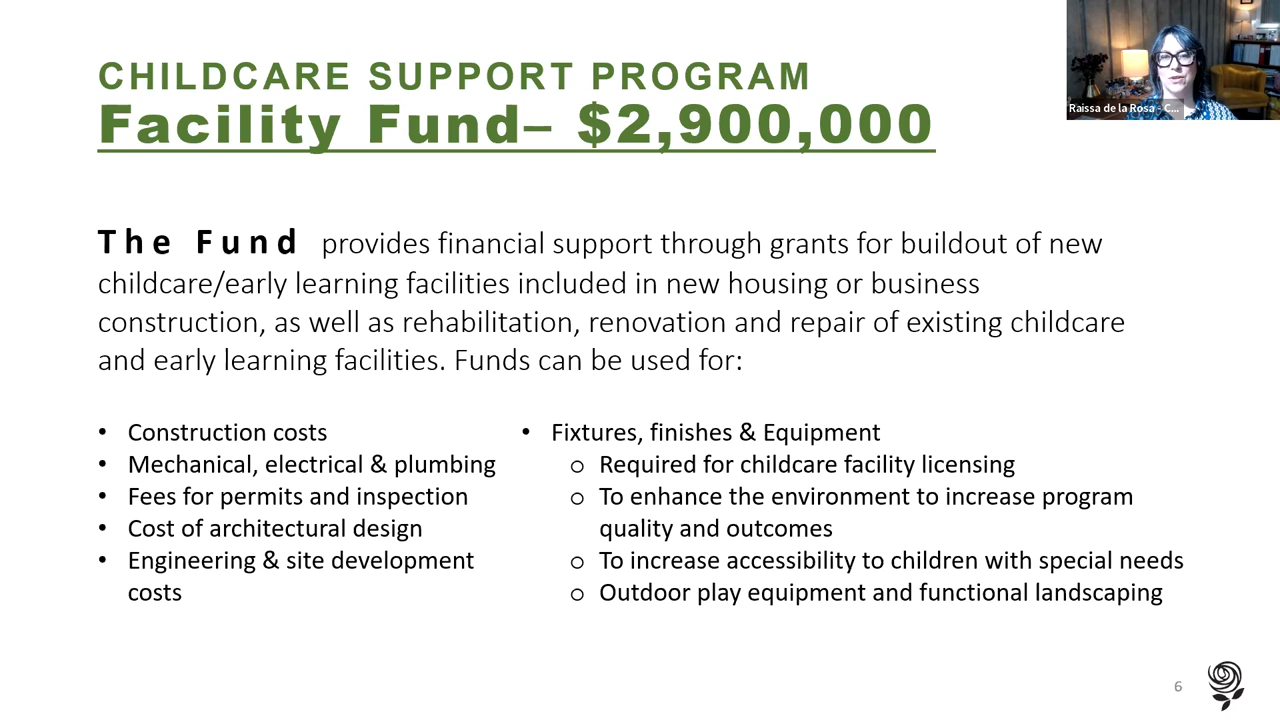 CHILDCARE SUPPORT PROGRAM
Facility Fund– $2,900,000
Raissa de la Rosa - C...
The Fund provides financial support through grants for buildout of new
childcare/early learning facilities included in new housing or business
construction, as well as rehabilitation, renovation and repair of existing childcare
and early learning facilities. Funds can be used for:
• Construction costs
• Mechanical, electrical & plumbing
• Fees for permits and inspection
• Cost of architectural design
• Engineering & site development
costs
• Fixtures, finishes & Equipment
o Required for childcare facility licensing
o To enhance the environment to increase program
quality and outcomes
o To increase accessibility to children with special needs
o Outdoor play equipment and functional landscaping
6